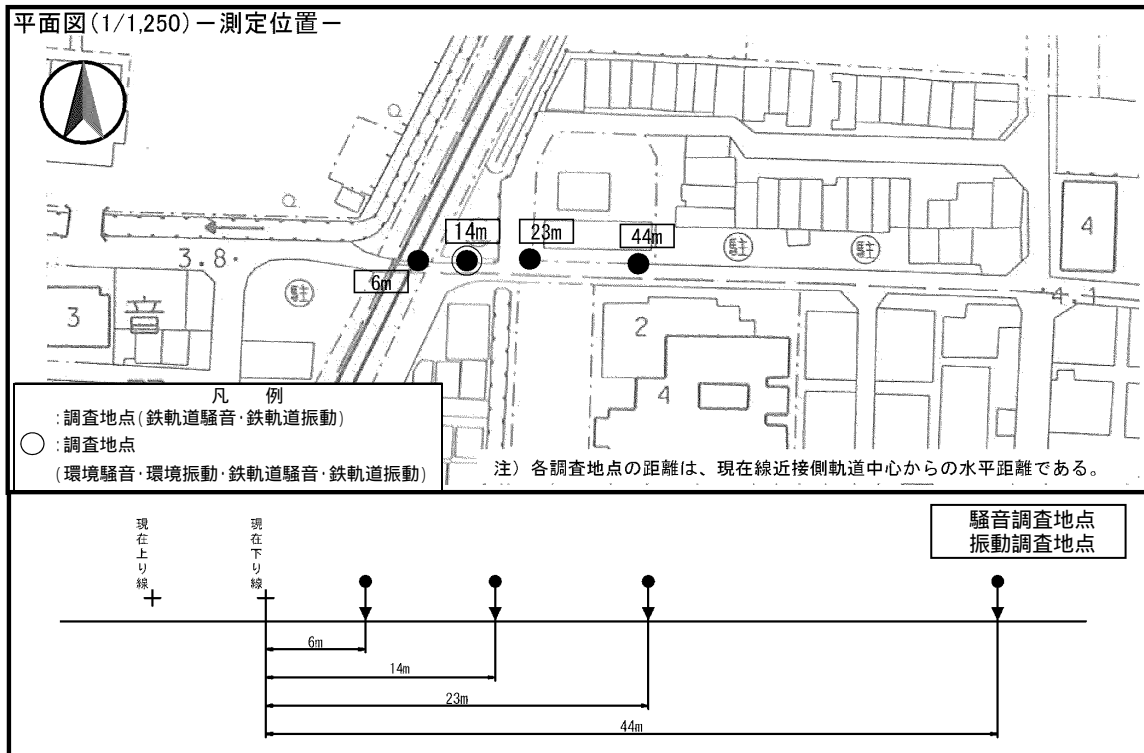 平面図(1/1,250)－測定位置－
14m
23m
44m
6m
3.8
駐
駐
駐
3
2
4
4
4.1
凡　例
:調査地点(鉄軌道騒音･鉄軌道振動)
:調査地点
(環境騒音･環境振動･鉄軌道騒音･鉄軌道振動)
注）各調査地点の距離は、現在線近接側軌道中心からの水平距離である。
現在上り線
現在下り線
騒音調査地点
振動調査地点
6m
14m
23m
44m